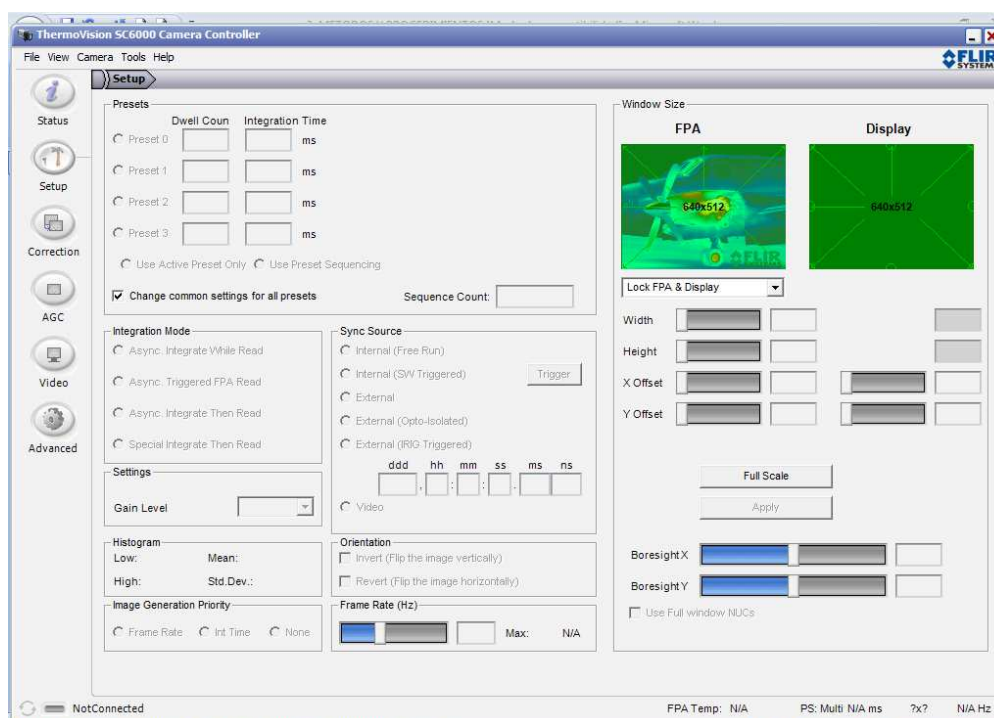 ThermoVision SC6000 Camera Controller
File View Camera Tools Help
FLIR
SYSTEM
Setup
Status
Setup
Correction
AGC
Video
Advanced
Presets
Dwell Coun Integration Time
Preset 0 ms
Preset 1 ms
Preset 2 ms
Preset 3 ms
Use Active Preset Only Use Preset Sequencing
Change common settings for all presets Sequence Count:
Integration Mode
Async. Integrate While Read
Async. Triggered FPA Read
Async. Integrate Then Read
Special Integrate Then Read
Sync Source
Internal (Free Run)
Internal (SW Triggered) Trigger
External
External (Opto-Isolated)
External (IRIG Triggered)
ddd hh mm ss ms ns
, : : .
Video
Settings
Gain Level
Histogram
Low: Mean:
High: Std.Dev.:
Orientation
Invert (Flip the image vertically)
Revert (Flip the image horizontally)
Image Generation Priority
Frame Rate Int Time None
Frame Rate (Hz)
Max: N/A
Window Size
FPA Display
640x512 640x512
FLIR
Lock FPA & Display
Width
Height
X Offset
Y Offset
Full Scale
Apply
Boresight X
Boresight Y
Use Full window NUCs
NotConnected FPA Temp: N/A PS: Multi N/A ms ?x? N/A Hz